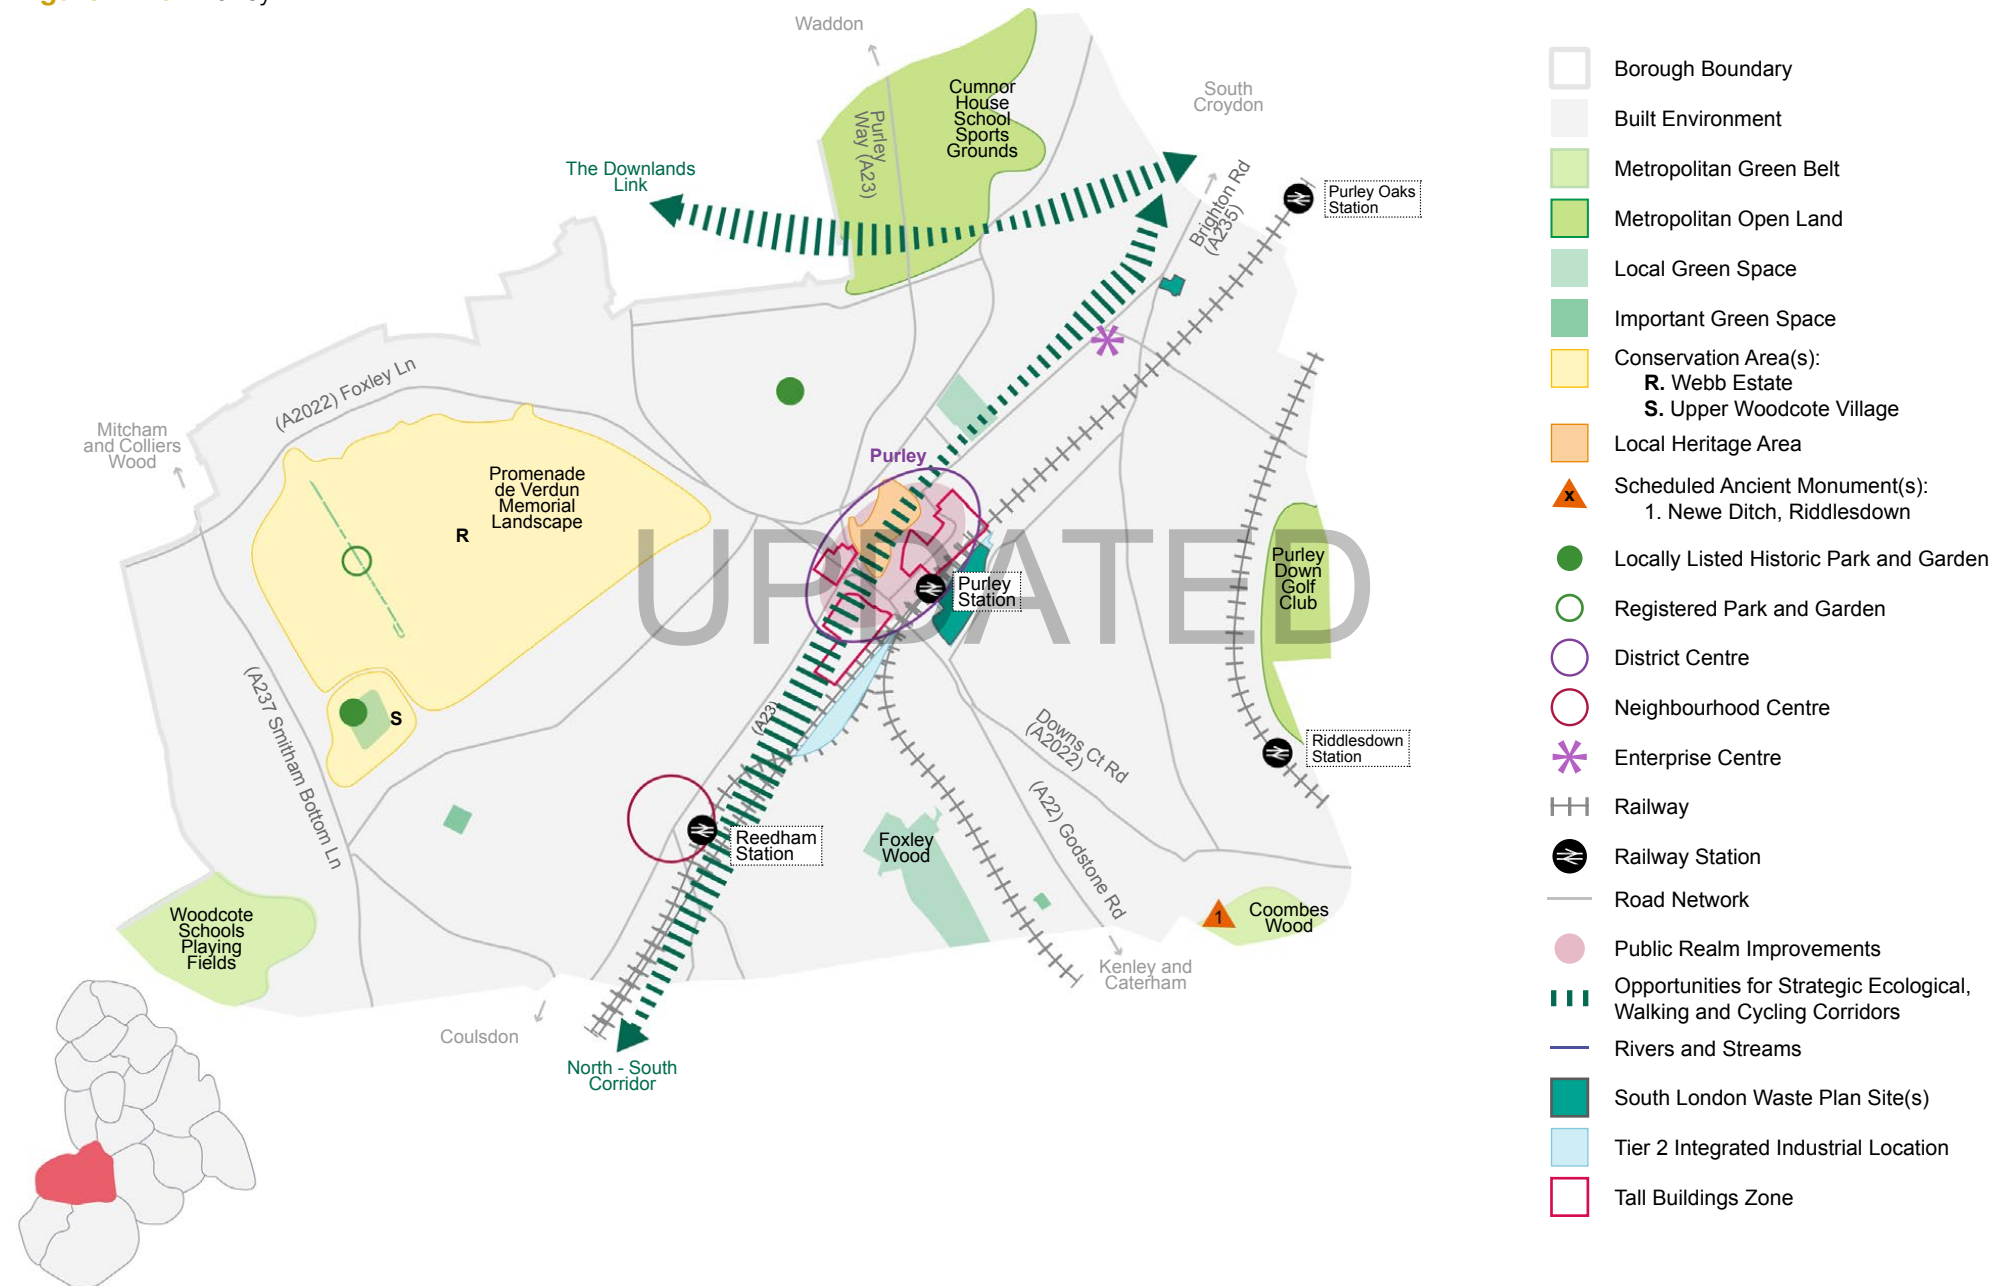 Waddon
Purley
Way (A23)
Cumnor
House
School
Sports
Grounds
South
Croydon
The Downlands
Link
Brighton Rd
(A235)
Purley Oaks
Station
(A2022) Foxley Ln
Mitcham
and Colliers
Wood
Promenade
de Verdun
Memorial
Landscape
R
Purley
UPDATED
Purley
Station
Purley
Down
Golf
Club
S
(A237 Smitham Bottom Ln
(A23)
Downs Ct Rd
(A2022)
Riddlesdown
Station
(A22) Godstone Rd
Reedham
Station
Foxley
Wood
Woodcote
Schools
Playing
Fields
1
Coombes
Wood
Kenley and
Caterham
Coulsdon
North - South
Corridor
Borough Boundary
Built Environment
Metropolitan Green Belt
Metropolitan Open Land
Local Green Space
Important Green Space
Conservation Area(s):
R. Webb Estate
S. Upper Woodcote Village
Local Heritage Area
x
Scheduled Ancient Monument(s):
1. Newe Ditch, Riddlesdown
Locally Listed Historic Park and Garden
Registered Park and Garden
District Centre
Neighbourhood Centre
Enterprise Centre
Railway
Railway Station
Road Network
Public Realm Improvements
Opportunities for Strategic Ecological,
Walking and Cycling Corridors
Rivers and Streams
South London Waste Plan Site(s)
Tier 2 Integrated Industrial Location
Tall Buildings Zone